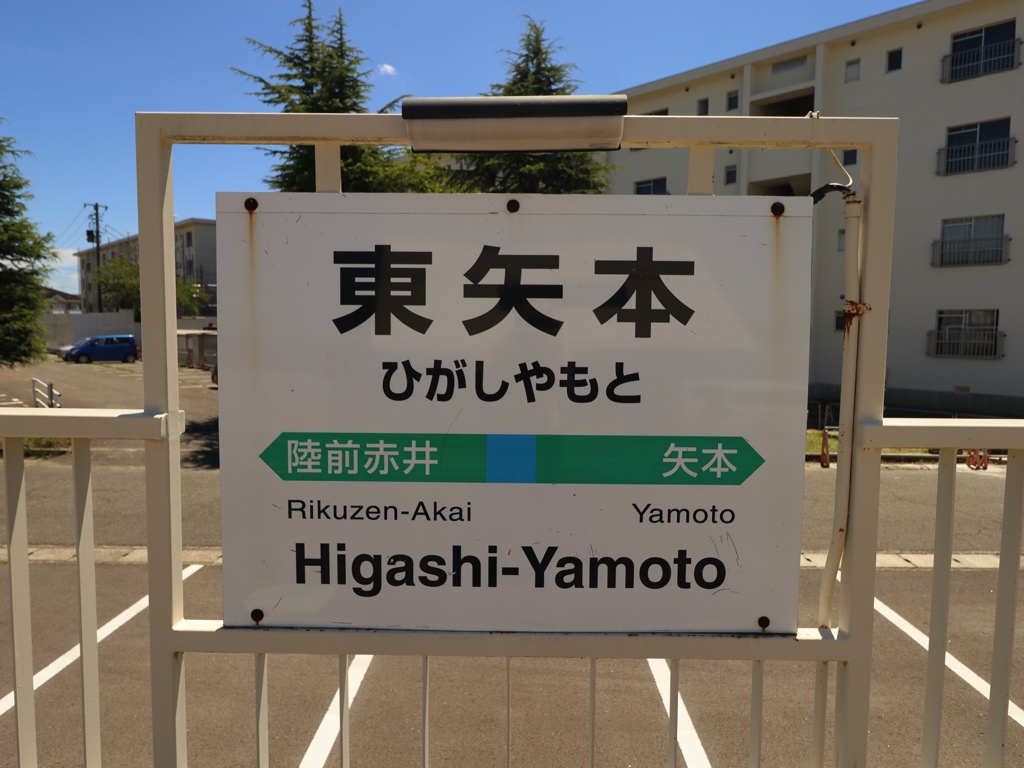 東矢本
ひがしやもと
陸前赤井 矢本
Rikuzen-Akai Yamoto
Higashi-Yamoto